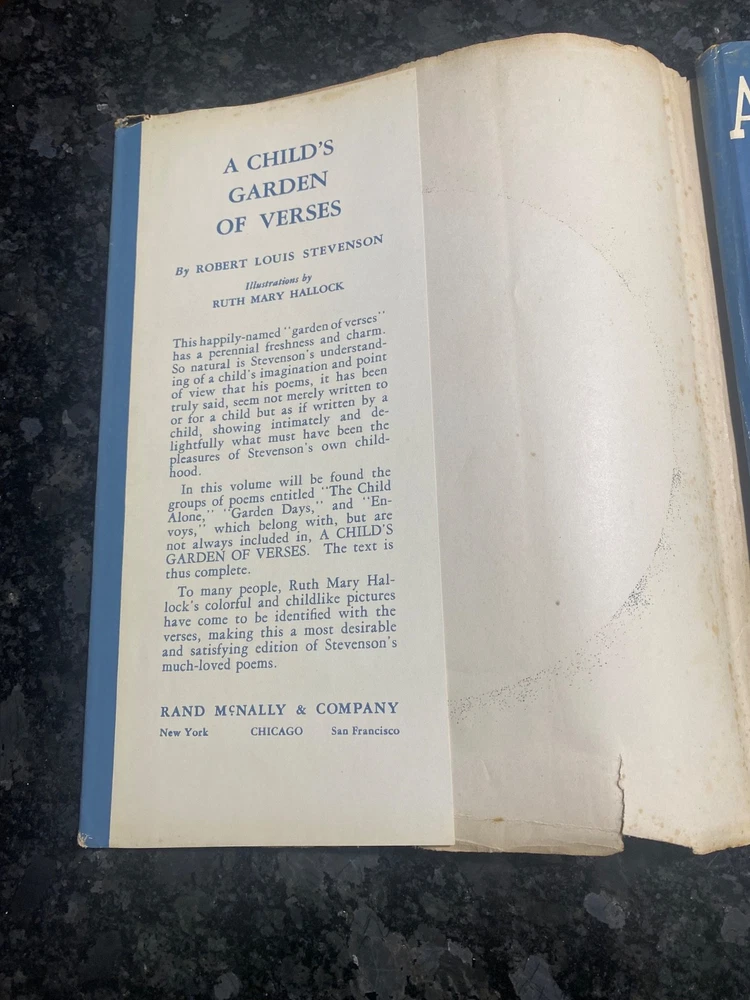 A CHILD'S
GARDEN
OF VERSES
By ROBERT LOUIS STEVENSON
Illustrations by
RUTH MARY HALLOCK
This happily-named "garden of verses"
has a perennial freshness and charm.
So natural is Stevenson's understand-
ing of a child's imagination and point
of view that his poems, it has been
truly said, seem not merely written to
or for a child but as if written by a
child, showing intimately and de-
lightfully what must have been the
pleasures of Stevenson's own child-
hood.
In this volume will be found the
groups of poems entitled "The Child
Alone," "Garden Days," and "En-
voys," which belong with, but are
not always included in, A CHILD'S
GARDEN OF VERSES. The text is
thus complete.
To many people, Ruth Mary Hal-
lock's colorful and childlike pictures
have come to be identified with the
verses, making this a most desirable
and satisfying edition of Stevenson's
much-loved poems.
RAND McNALLY & COMPANY
New York CHICAGO San Francisco
A